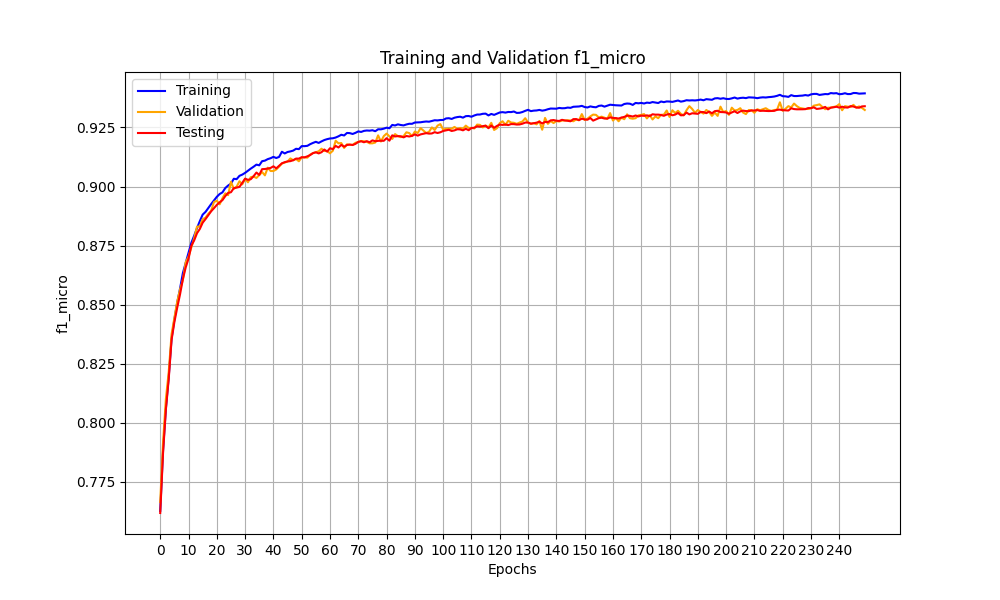 Training and Validation f1_micro
Training
Validation
Testing
0.925
0.900
0.875
0.850
0.825
0.800
0.775
f1_micro
0 10 20 30 40 50 60 70 80 90 100 110 120 130 140 150 160 170 180 190 200 210 220 230 240
Epochs